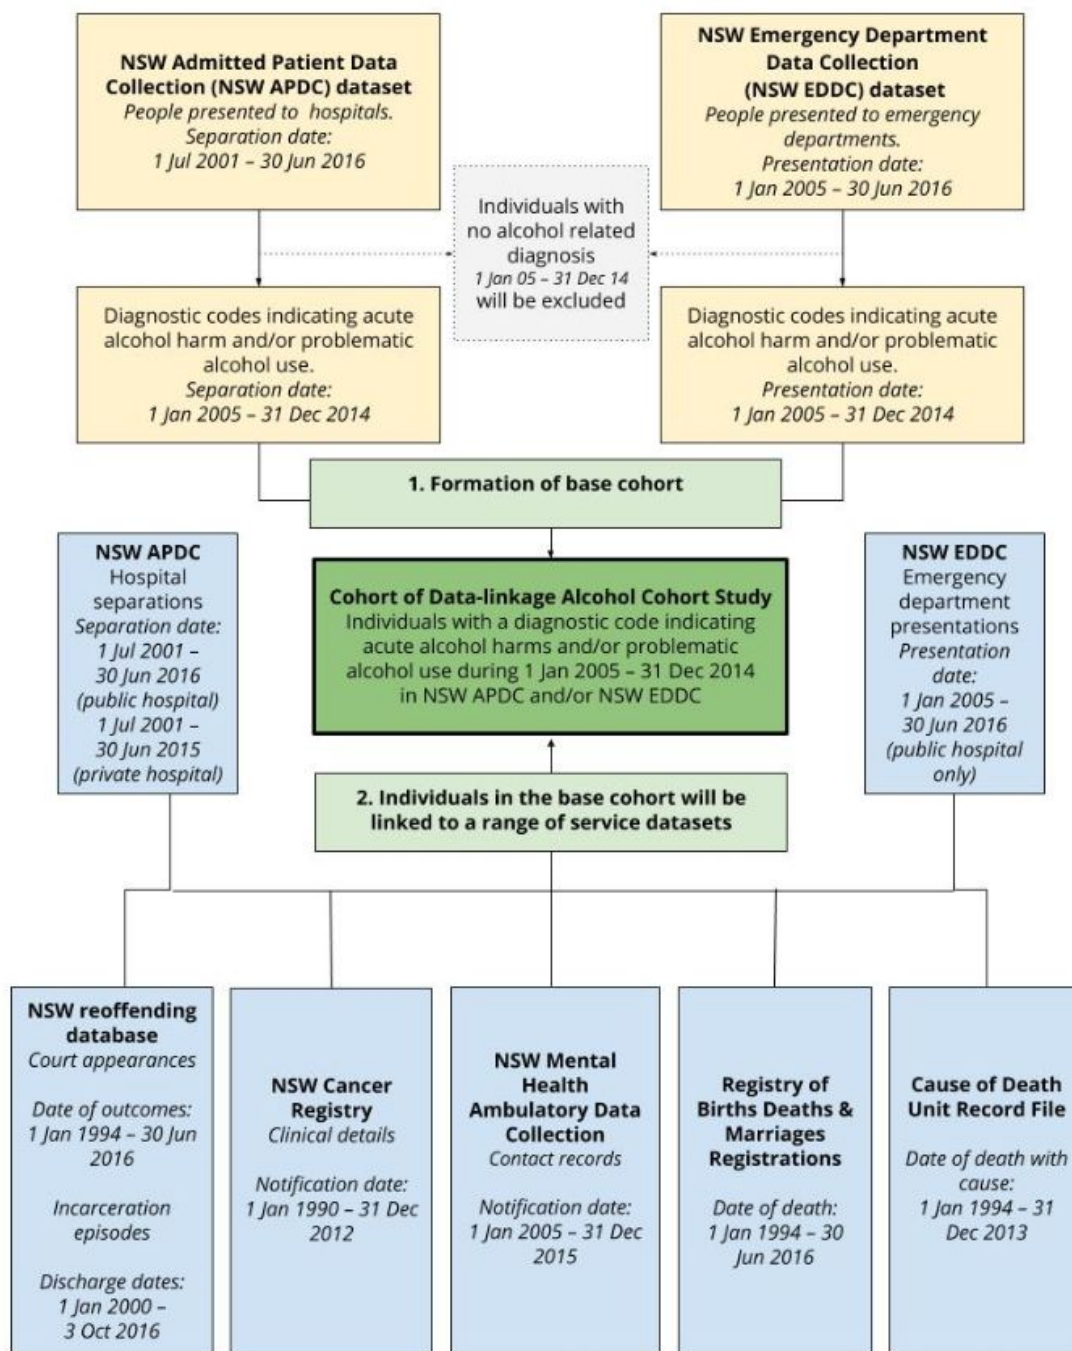 NSW Admitted Patient Data
Collection (NSW APDC) dataset
People presented to hospitals.
Separation date:
1 Jul 2001 – 30 Jun 2016
NSW Emergency Department
Data Collection
(NSW EDDC) dataset
People presented to emergency
departments.
Presentation date:
1 Jan 2005 – 30 Jun 2016
Individuals with
no alcohol related
diagnosis
1 Jan 05 – 31 Dec 14
will be excluded
Diagnostic codes indicating acute
alcohol harm and/or problematic
alcohol use.
Separation date:
1 Jan 2005 – 31 Dec 2014
Diagnostic codes indicating acute
alcohol harm and/or problematic
alcohol use.
Presentation date:
1 Jan 2005 – 31 Dec 2014
1. Formation of base cohort
NSW APDC
Hospital
separations
Separation date:
1 Jul 2001 –
30 Jun 2016
(public hospital)
1 Jul 2001 –
30 Jun 2015
(private hospital)
Cohort of Data-linkage Alcohol Cohort Study
Individuals with a diagnostic code indicating
acute alcohol harms and/or problematic
alcohol use during 1 Jan 2005 – 31 Dec 2014
in NSW APDC and/or NSW EDDC
NSW EDDC
Emergency
department
presentations
Presentation
date:
1 Jan 2005 –
30 Jun 2016
(public hospital
only)
2. Individuals in the base cohort will be
linked to a range of service datasets
NSW reoffending
database
Court appearances
Date of outcomes:
1 Jan 1994 – 30 Jun
2016
Incarceration
episodes
Discharge dates:
1 Jan 2000 –
3 Oct 2016
NSW Cancer
Registry
Clinical details
Notification date:
1 Jan 1990 – 31 Dec
2012
NSW Mental
Health
Ambulatory Data
Collection
Contact records
Notification date:
1 Jan 2005 – 31 Dec
2015
Registry of
Births Deaths &
Marriages
Registrations
Date of death:
1 Jan 1994 – 30
Jun 2016
Cause of Death
Unit Record File
Date of death with
cause:
1 Jan 1994 – 31
Dec 2013